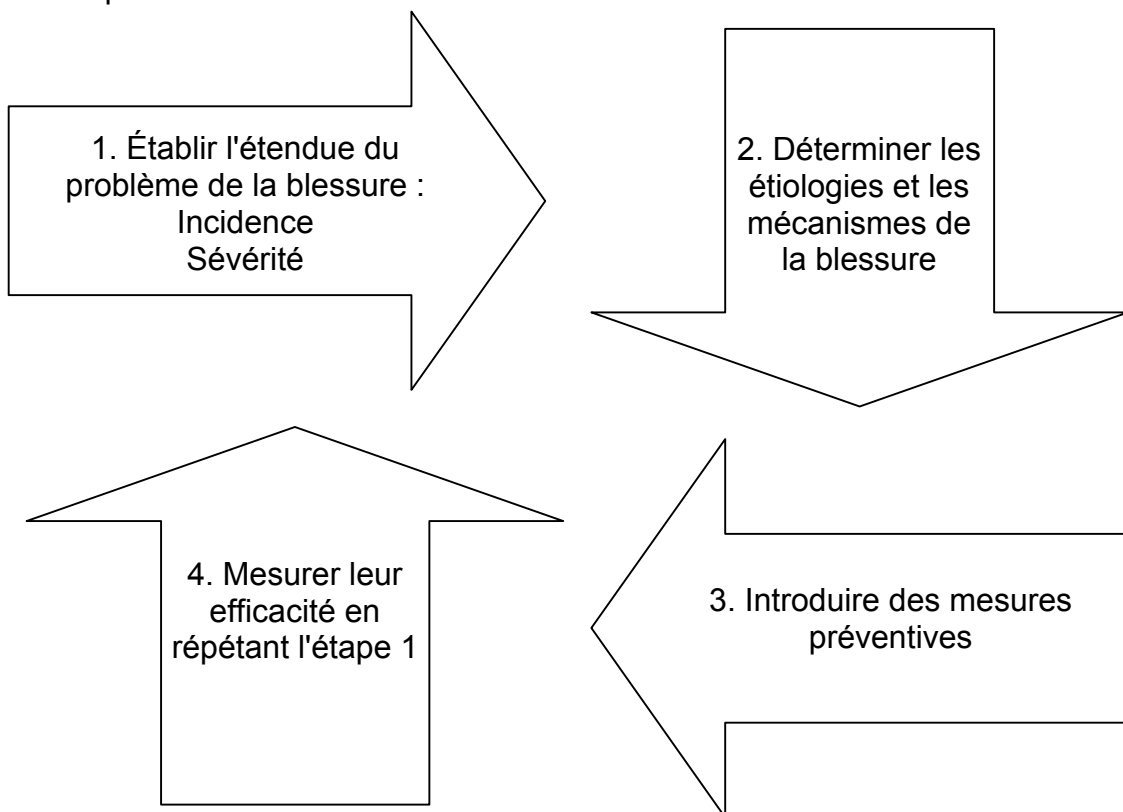 1. Établir l'étendue du
problème de la blessure :
Incidence
Sévérité
2. Déterminer les
étiologies et les
mécanismes de
la blessure
3. Introduire des mesures
préventives
4. Mesurer leur
efficacité en
répétant l'étape 1